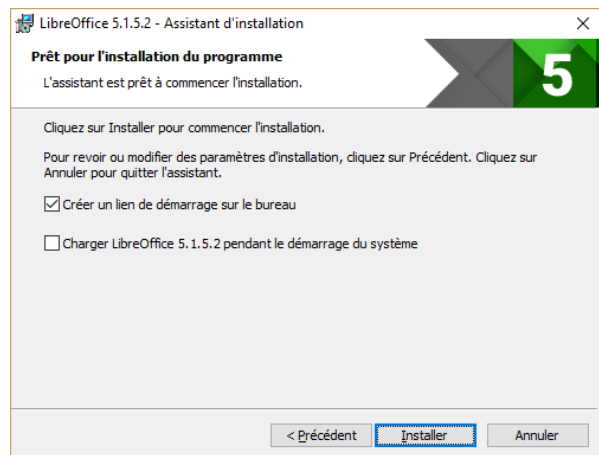 LibreOffice 5.1.5.2 - Assistant d'installation
Prêt pour l'installation du programme
L'assistant est prêt à commencer l'installation.
5
Cliquez sur Installer pour commencer l'installation.
Pour revoir ou modifier des paramètres d'installation, cliquez sur Précédent. Cliquez sur
Annuler pour quitter l'assistant.
Créer un lien de démarrage sur le bureau
Charger LibreOffice 5.1.5.2 pendant le démarrage du système
< Précédent Installer Annuler